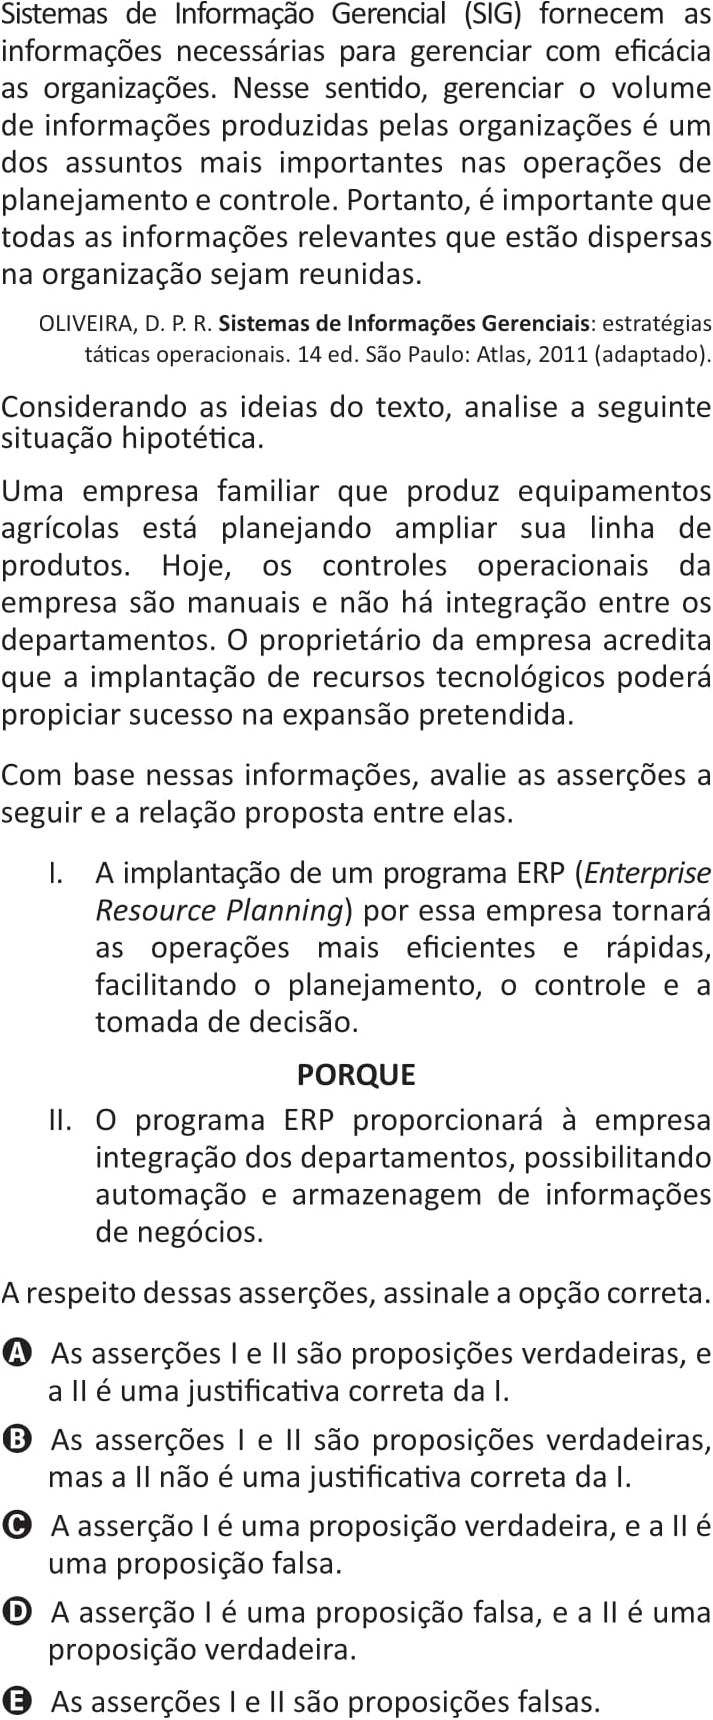 Sistemas de Informação Gerencial (SIG) fornecem as
informações necessárias para gerenciar com eficácia
as organizações. Nesse sentido, gerenciar o volume
de informações produzidas pelas organizações é um
dos assuntos mais importantes nas operações de
planejamento e controle. Portanto, é importante que
todas as informações relevantes que estão dispersas
na organização sejam reunidas.
OLIVEIRA, D. P. R. Sistemas de Informações Gerenciais: estratégias
táticas operacionais. 14 ed. São Paulo: Atlas, 2011 (adaptado).
Considerando as ideias do texto, analise a seguinte
situação hipotética.
Uma empresa familiar que produz equipamentos
agrícolas está planejando ampliar sua linha de
produtos. Hoje, os controles operacionais da
empresa são manuais e não há integração entre os
departamentos. O proprietário da empresa acredita
que a implantação de recursos tecnológicos poderá
propiciar sucesso na expansão pretendida.
Com base nessas informações, avalie as asserções a
seguir e a relação proposta entre elas.
I. A implantação de um programa ERP (Enterprise
Resource Planning) por essa empresa tornará
as operações mais eficientes e rápidas,
facilitando o planejamento, o controle e a
tomada de decisão.
PORQUE
II. O programa ERP proporcionará à empresa
integração dos departamentos, possibilitando
automação e armazenagem de informações
de negócios.
A respeito dessas asserções, assinale a opção correta.
A As asserções I e II são proposições verdadeiras, e
a II é uma justificativa correta da I.
B As asserções I e II são proposições verdadeiras,
mas a II não é uma justificativa correta da I.
C A asserção I é uma proposição verdadeira, e a II é
uma proposição falsa.
D A asserção I é uma proposição falsa, e a II é uma
proposição verdadeira.
E As asserções I e II são proposições falsas.